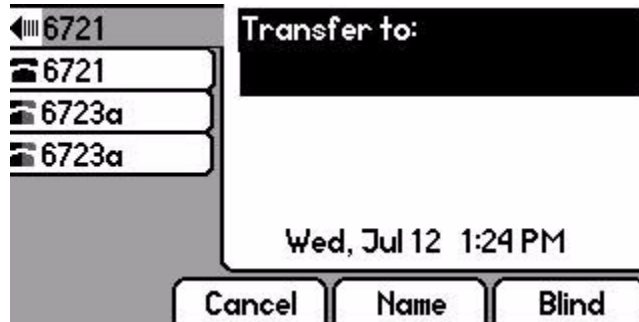 6721
6721
6723a
6723a
Transfer to:
Wed, Jul 12 1:24 PM
Cancel Name Blind